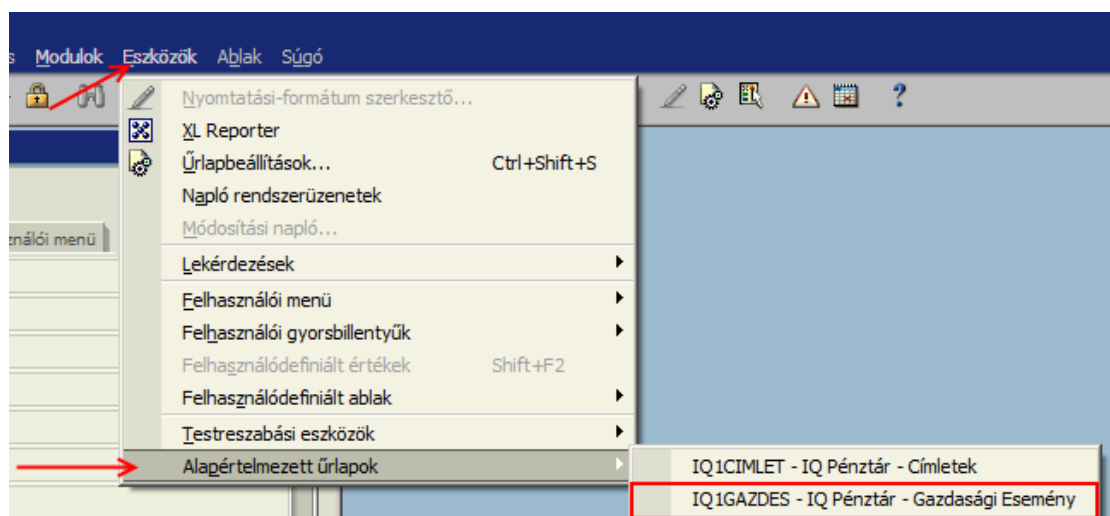 s Modulok Eszközök Ablak Súgó
Nyomtatási-formátum szerkesztő...
XL Reporter
Űrlapbeállítások... Ctrl+Shift+S
Napló rendszerüzenetek
ználói menü
Módosítási napló...
Lekérdezések
Felhasználói menü
Felhasználói gyorsbillentyűk
Felhasználódefiniált értékek Shift+F2
Felhasználódefiniált ablak
Testreszabási eszközök
Alapértelmezett űrlapok
IQ1CIMLET - IQ Pénztár - Címletek
IQ1GAZDES - IQ Pénztár - Gazdasági Esemény